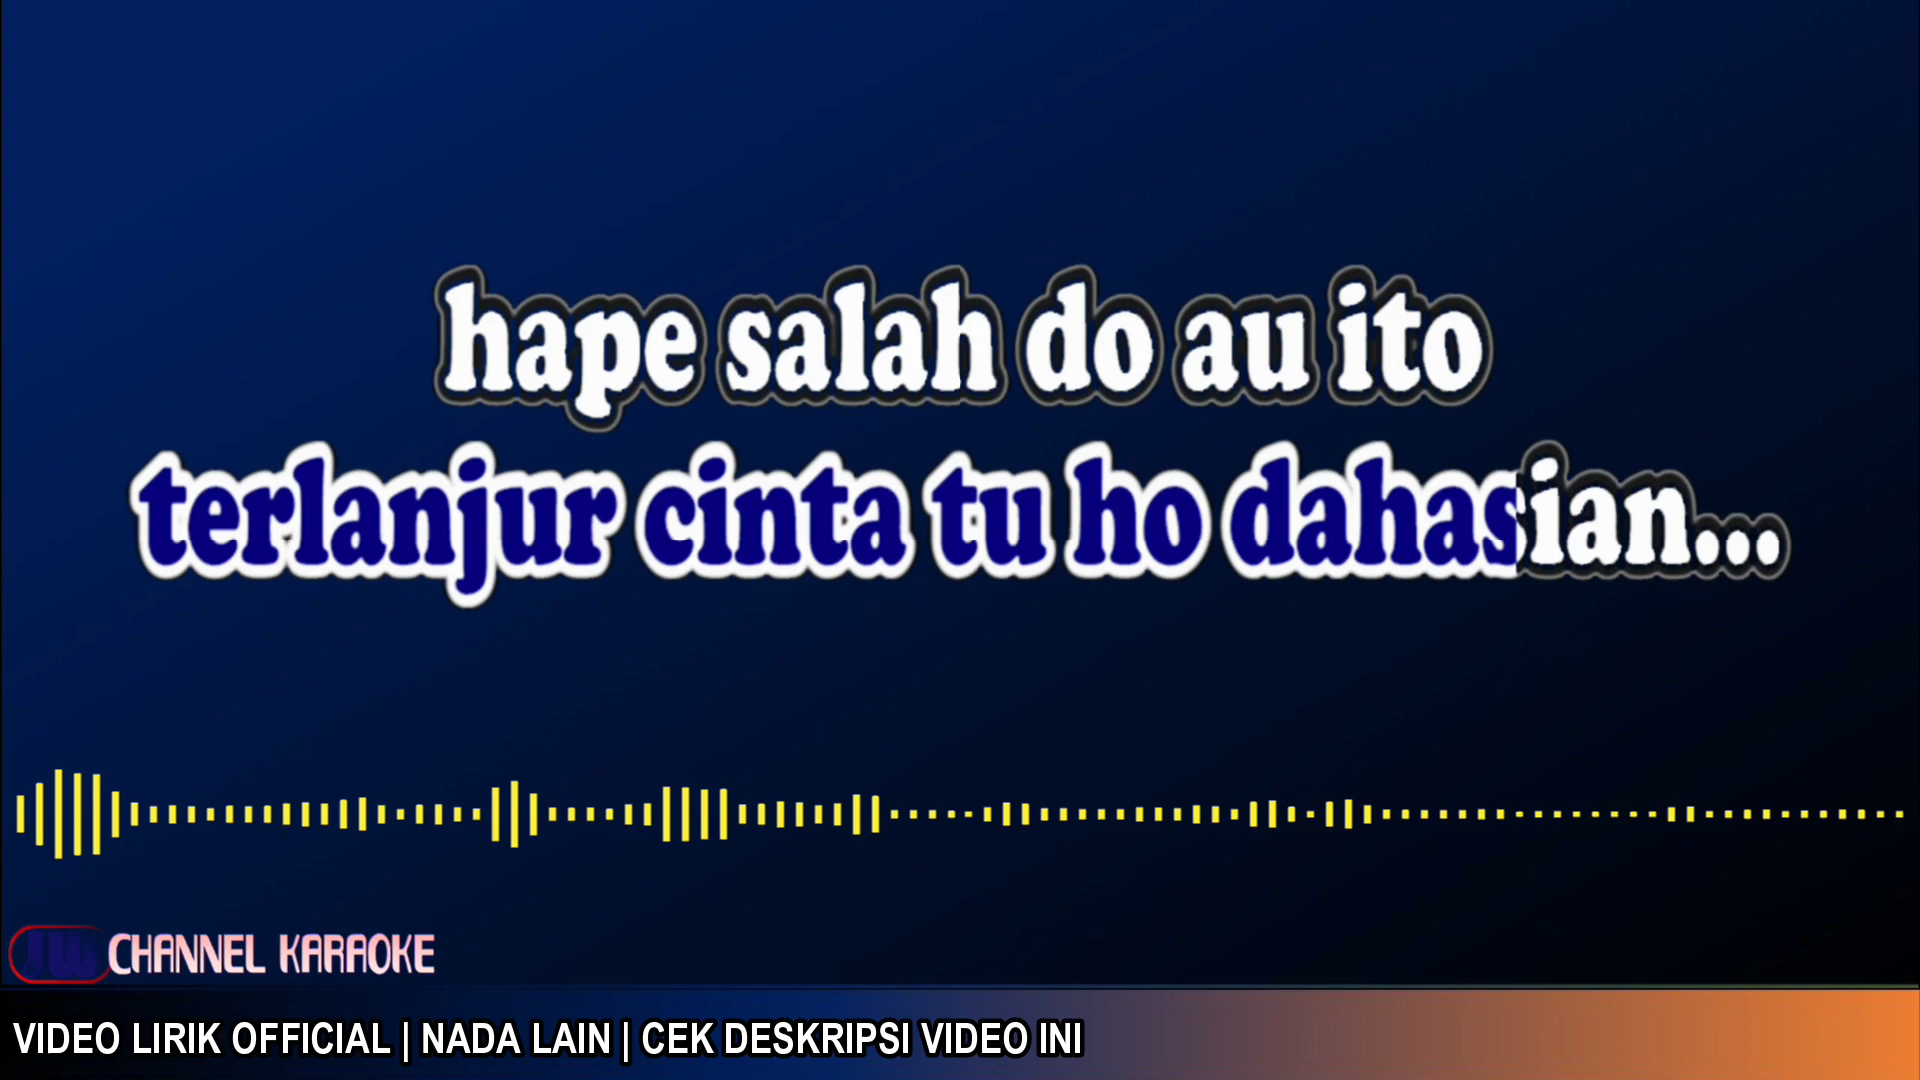 hape salah do au ito
terlanjur cinta tu ho dahasian...
JW CHANNEL KARAOKE
VIDEO LIRIK OFFICIAL | NADA LAIN | CEK DESKRIPSI VIDEO INI